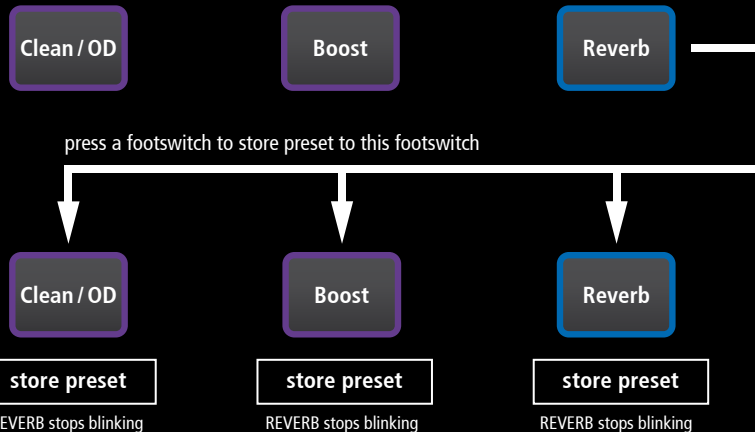 Clean / OD Boost Reverb
press a footswitch to store preset to this footswitch
Clean / OD Boost Reverb
store preset store preset store preset
EVERB stops blinking REVERB stops blinking REVERB stops blinking